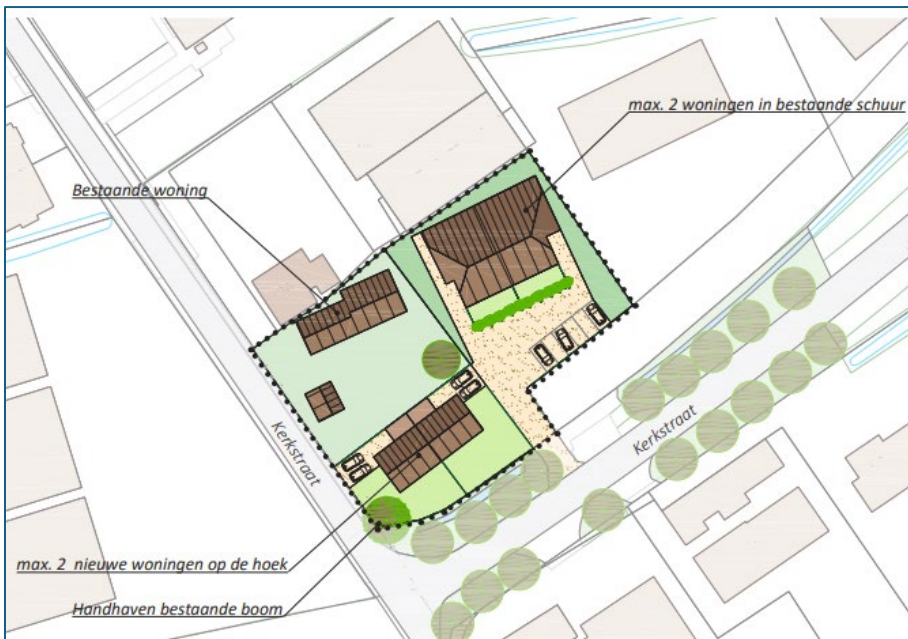 max. 2 woningen in bestaande schuur
Bestaande woning
Kerkstraat
Kerkstraat
max. 2 nieuwe woningen op de hoek
Handhaven bestaande boom